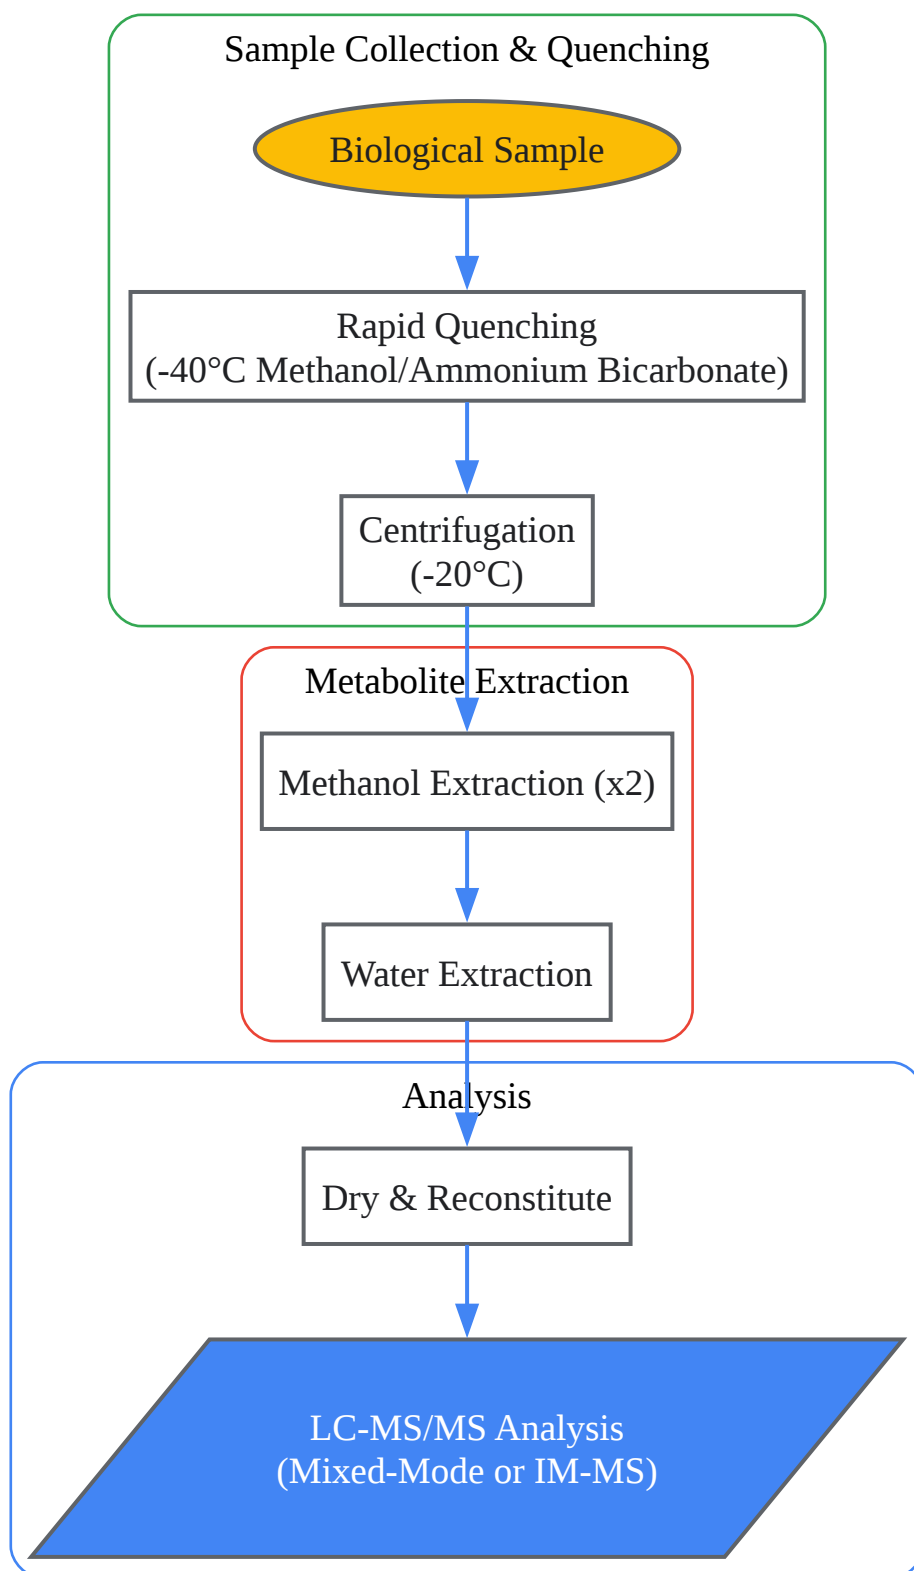 Sample Collection & Quenching
Biological Sample
Rapid Quenching
(-40°C Methanol/Ammonium Bicarbonate)
Centrifugation
(-20°C)
Metabolite Extraction
Methanol Extraction (x2)
Water Extraction
Analysis
Dry & Reconstitute
LC-MS/MS Analysis
(Mixed-Mode or IM-MS)